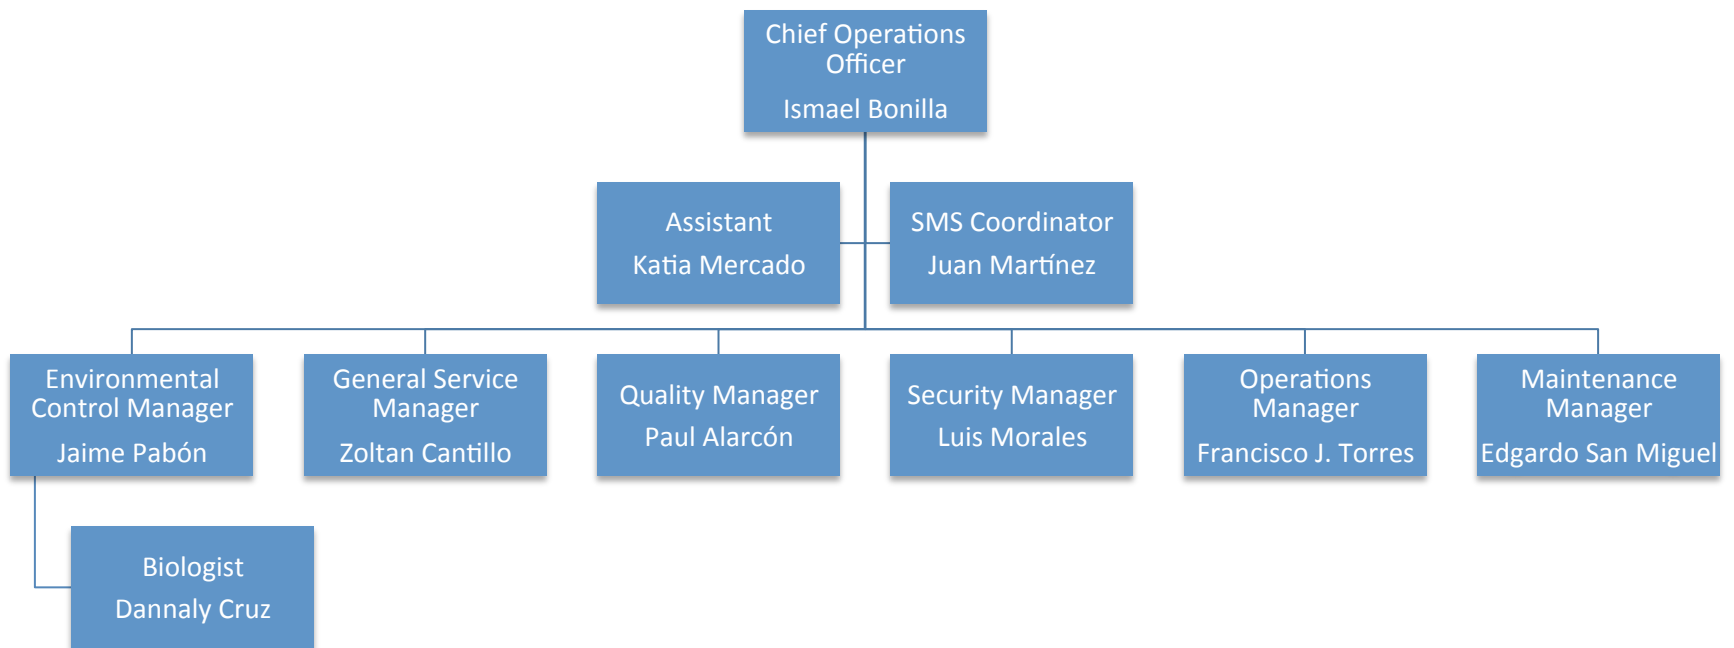 Chief Operations
Officer
Ismael Bonilla
Assistant
Katia Mercado
SMS Coordinator
Juan Martínez
Environmental
Control Manager
Jaime Pabón
General Service
Manager
Zoltan Cantillo
Quality Manager
Paul Alarcón
Security Manager
Luis Morales
Operations
Manager
Francisco J. Torres
Maintenance
Manager
Edgardo San Miguel
Biologist
Dannaly Cruz